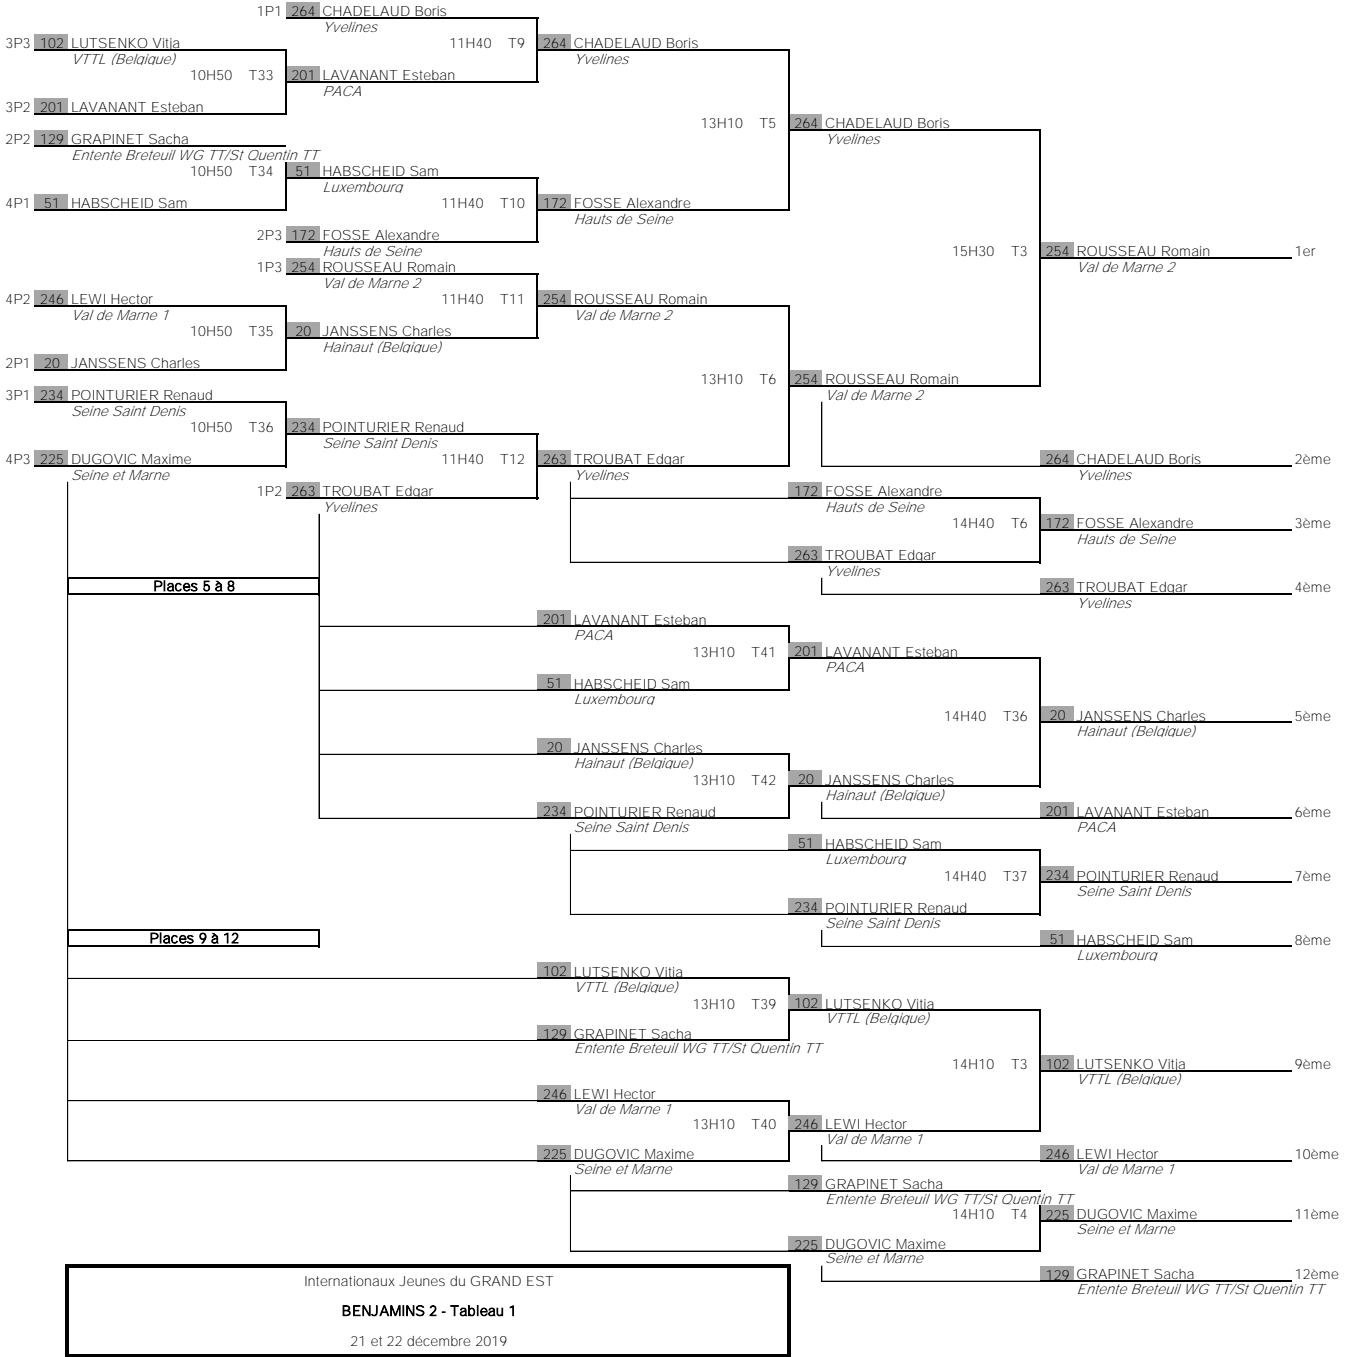 1P1 264 CHADELAUD Boris
Yvelines
3P3 102 LUTSENKO Vitja 11H40 T9 264 CHADELAUD Boris
VTTL (Belgique) Yvelines
10H50 T33 201 LAVANANT Esteban
PACA
3P2 201 LAVANANT Esteban
13H10 T5 264 CHADELAUD Boris
2P2 129 GRAPINET Sacha Yvelines
Entente Breteuil WG TT/St Quentin TT
10H50 T34 51 HABSCHEID Sam
Luxembourg
4P1 51 HABSCHEID Sam 11H40 T10 172 FOSSE Alexandre
Hauts de Seine
2P3 172 FOSSE Alexandre
Hauts de Seine 15H30 T3 254 ROUSSEAU Romain 1er
1P3 254 ROUSSEAU Romain Val de Marne 2
Val de Marne 2
4P2 246 LEWI Hector 11H40 T11 254 ROUSSEAU Romain
Val de Marne 1 Val de Marne 2
10H50 T35 20 JANSSENS Charles
Hainaut (Belgique)
2P1 20 JANSSENS Charles
13H10 T6 254 ROUSSEAU Romain
3P1 234 POINTURIER Renaud Val de Marne 2
Seine Saint Denis
10H50 T36 234 POINTURIER Renaud
Seine Saint Denis
4P3 225 DUGOVIC Maxime 11H40 T12 263 TROUBAT Edgar 264 CHADELAUD Boris 2ème
Seine et Marne Yvelines Yvelines
1P2 263 TROUBAT Edgar 172 FOSSE Alexandre
Yvelines Hauts de Seine
14H40 T6 172 FOSSE Alexandre 3ème
Hauts de Seine
263 TROUBAT Edgar
Yvelines
Places 5 à 8 263 TROUBAT Edgar 4ème
Yvelines
201 LAVANANT Esteban
PACA
13H10 T41 201 LAVANANT Esteban
PACA
51 HABSCHEID Sam
Luxembourg
14H40 T36 20 JANSSENS Charles 5ème
Hainaut (Belgique)
20 JANSSENS Charles
Hainaut (Belgique)
13H10 T42 20 JANSSENS Charles
Hainaut (Belgique)
234 POINTURIER Renaud 201 LAVANANT Esteban 6ème
Seine Saint Denis PACA
51 HABSCHEID Sam
Luxembourg
14H40 T37 234 POINTURIER Renaud 7ème
Seine Saint Denis
234 POINTURIER Renaud
Seine Saint Denis
Places 9 à 12 51 HABSCHEID Sam 8ème
Luxembourg
102 LUTSENKO Vitja
VTTL (Belgique)
13H10 T39 102 LUTSENKO Vitja
VTTL (Belgique)
129 GRAPINET Sacha
Entente Breteuil WG TT/St Quentin TT
14H10 T3 102 LUTSENKO Vitja 9ème
VTTL (Belgique)
246 LEWI Hector
Val de Marne 1
13H10 T40 246 LEWI Hector
Val de Marne 1
225 DUGOVIC Maxime 246 LEWI Hector 10ème
Seine et Marne Val de Marne 1
129 GRAPINET Sacha
Entente Breteuil WG TT/St Quentin TT
14H10 T4 225 DUGOVIC Maxime 11ème
Seine et Marne
225 DUGOVIC Maxime
Seine et Marne
129 GRAPINET Sacha 12ème
Entente Breteuil WG TT/St Quentin TT
Internationaux Jeunes du GRAND EST
BENJAMINS 2 - Tableau 1
21 et 22 décembre 2019